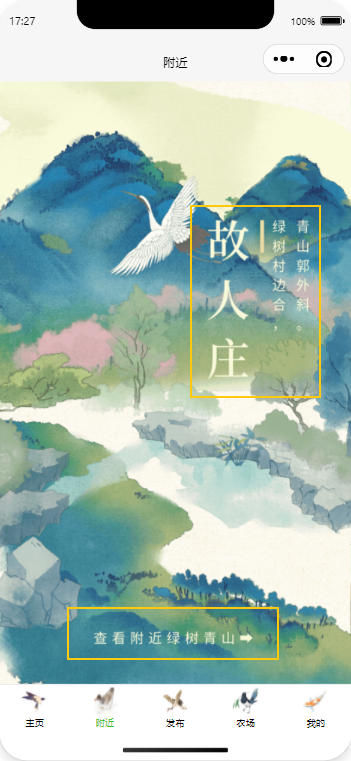 17:27
100%
附近
故人庄
绿树村边合，
青山郭外斜。
查看附近绿树青山➡
主页
附近
发布
农场
我的